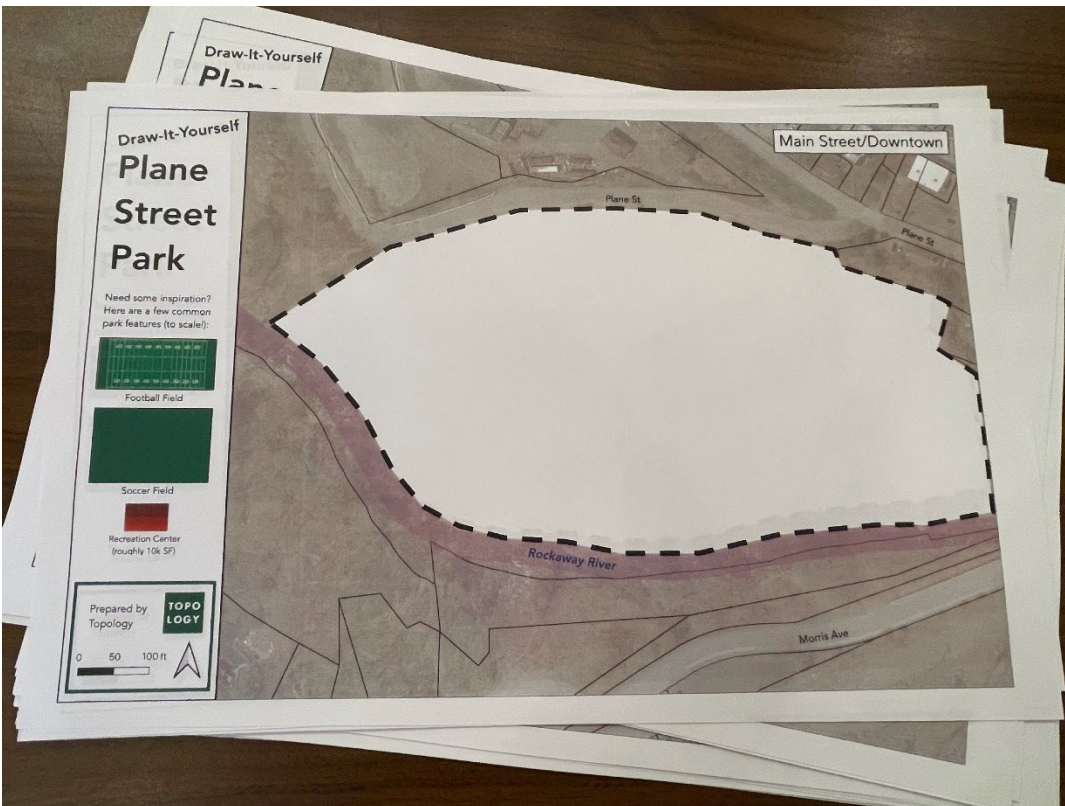 Draw-It-Yourself
Plane
Draw-It-Yourself
Plane
Street
Park
Need some inspiration?
Here are a few common
park features (to scale!):
Football Field
Soccer Field
Recreation Center
(roughly 10k SF)
Prepared by
Topology
TOPO
LOGY
0 50 100 ft
Main Street/Downtown
Plane St
Plane St
Rockaway River
Morris Ave